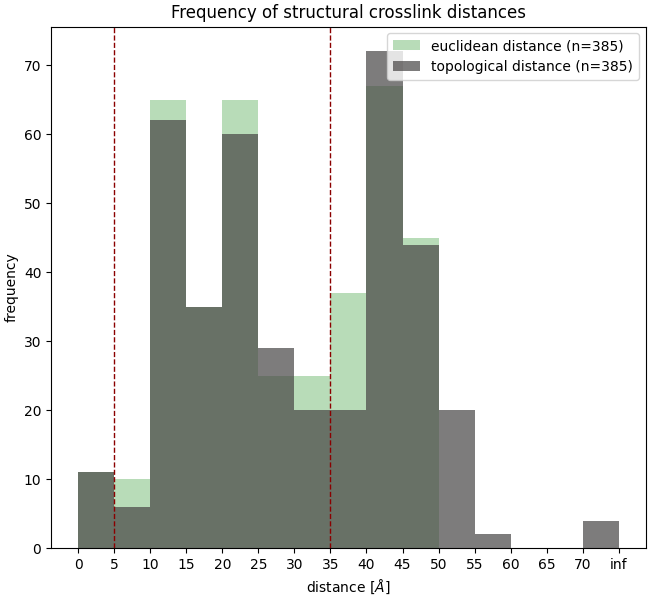 Frequency of structural crosslink distances
euclidean distance (n=385)
topological distance (n=385)
frequency
70
60
50
40
30
20
10
0
0 5 10 15 20 25 30 35 40 45 50 55 60 65 70 inf
distance [Å]